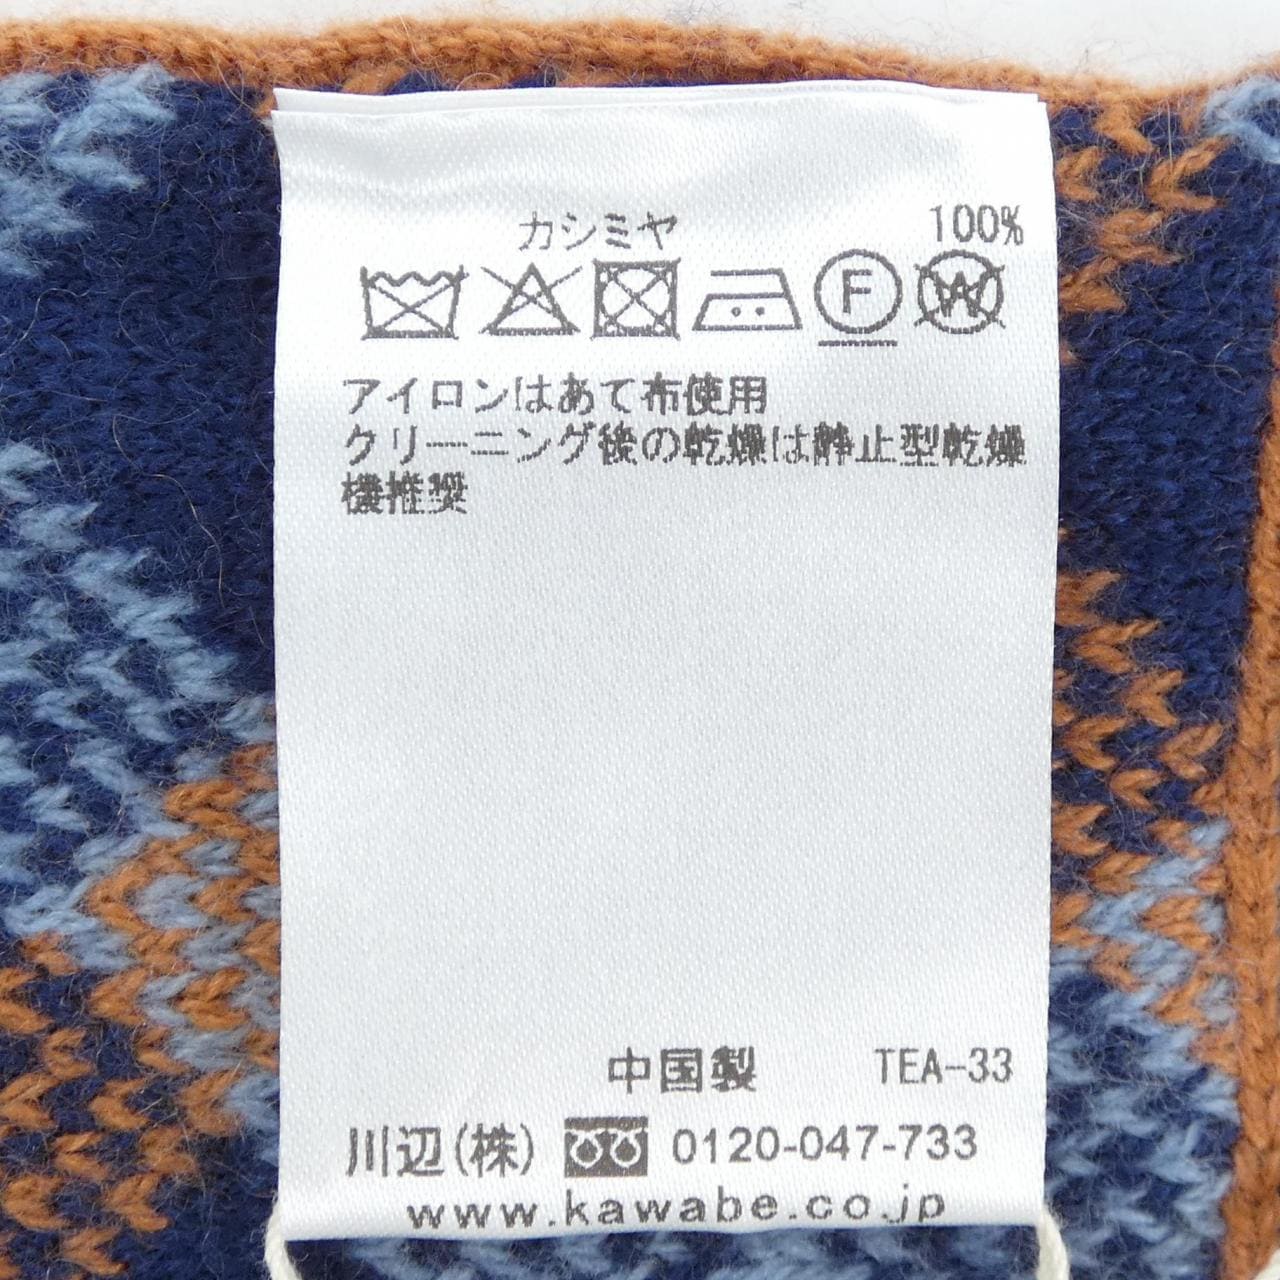 カシミヤ 100%
F W
アイロンはあて布使用
クリーニング後の乾燥は静止型乾燥
機推奨
中国製 TEA-33
川辺(株) 0120-047-733
www.kawabe.co.jp